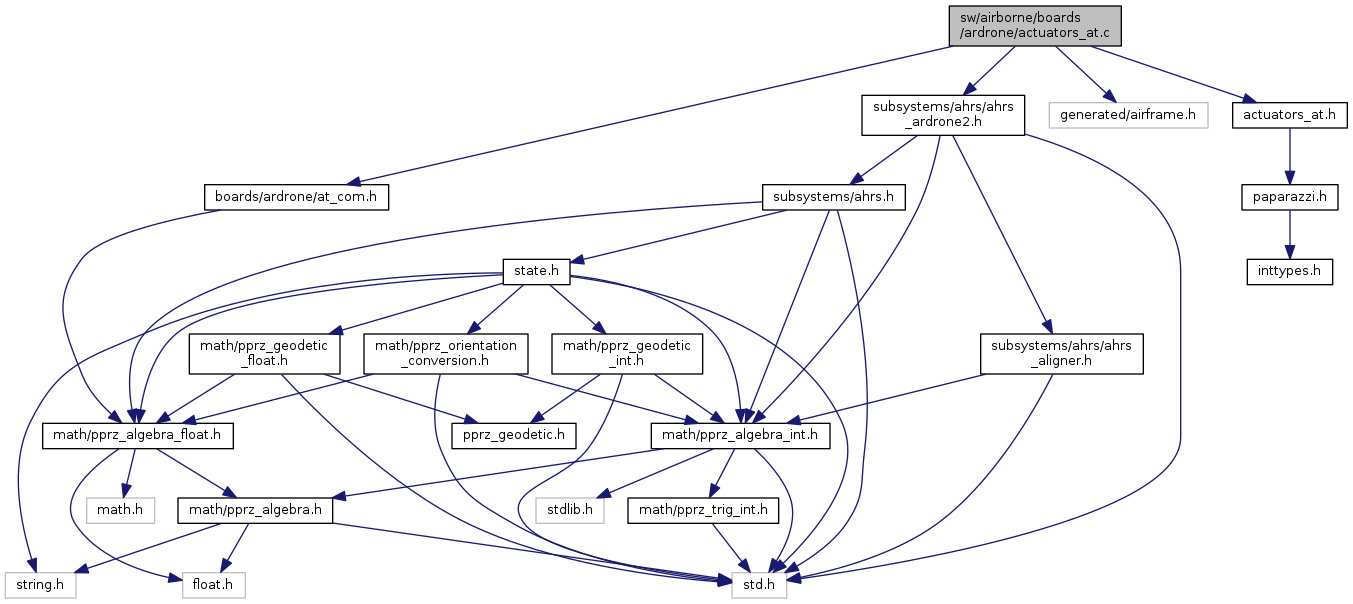 sw/airborne/boards
/ardrone/actuators_at.c
subsystems/ahrs/ahrs
_ardrone2.h
generated/airframe.h
actuators_at.h
boards/ardrone/at_com.h
subsystems/ahrs.h
paparazzi.h
state.h
inttypes.h
math/pprz_geodetic
_float.h
math/pprz_orientation
_conversion.h
math/pprz_geodetic
_int.h
subsystems/ahrs/ahrs
_aligner.h
math/pprz_algebra_float.h
pprz_geodetic.h
math/pprz_algebra_int.h
math.h
math/pprz_algebra.h
stdlib.h
math/pprz_trig_int.h
string.h
float.h
std.h